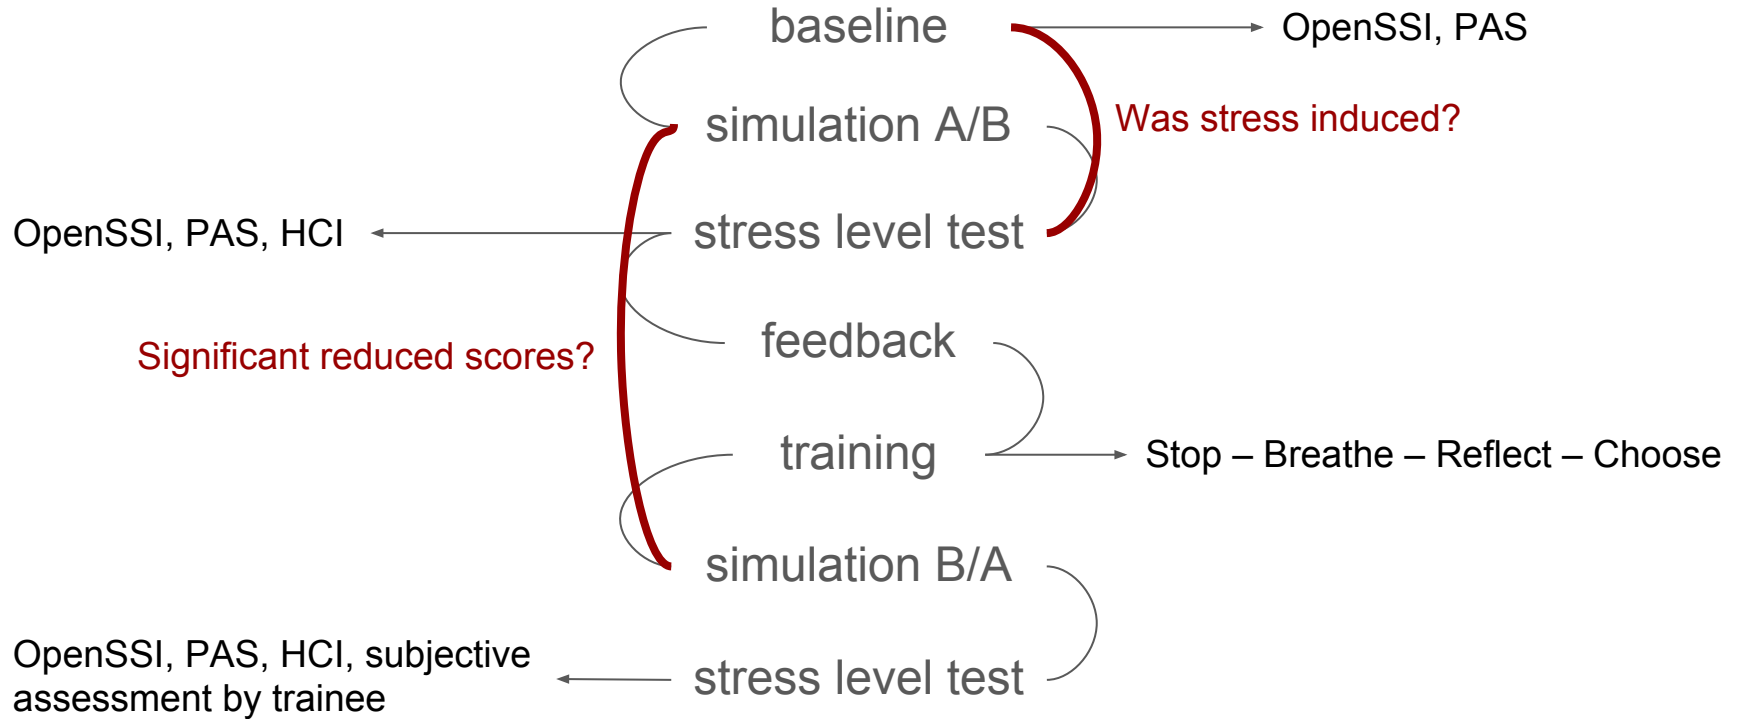 baseline
OpenSSI, PAS
simulation A/B
Was stress induced?
OpenSSI, PAS, HCI
stress level test
feedback
Significant reduced scores?
training
Stop – Breathe – Reflect – Choose
simulation B/A
OpenSSI, PAS, HCI, subjective
assessment by trainee
stress level test